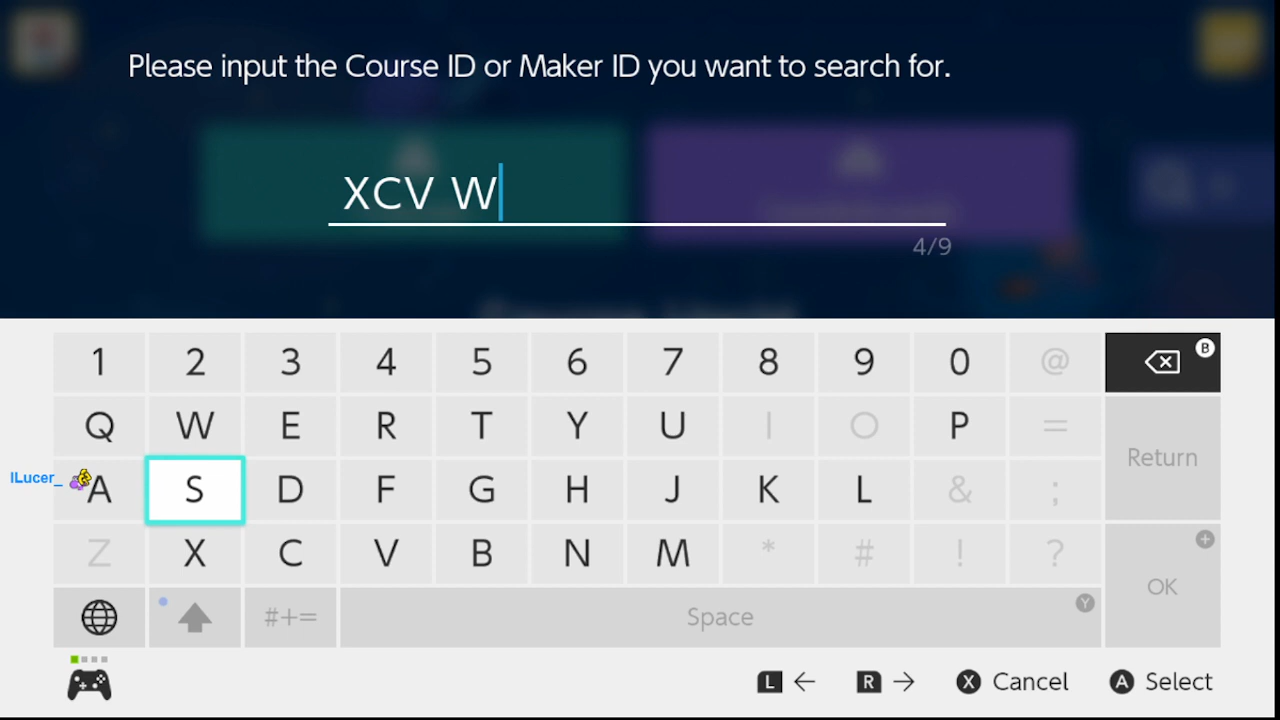 Please input the Course ID or Maker ID you want to search for.
XCV W
4/9
1 2 3 4 5 6 7 8 9 0 @ B
Q W E R T Y U I O P = Return
lLucer_ A S D F G H J K L & ;
Z X C V B N M * # ! ? + OK
#+= Space Y
L ← R → X Cancel A Select